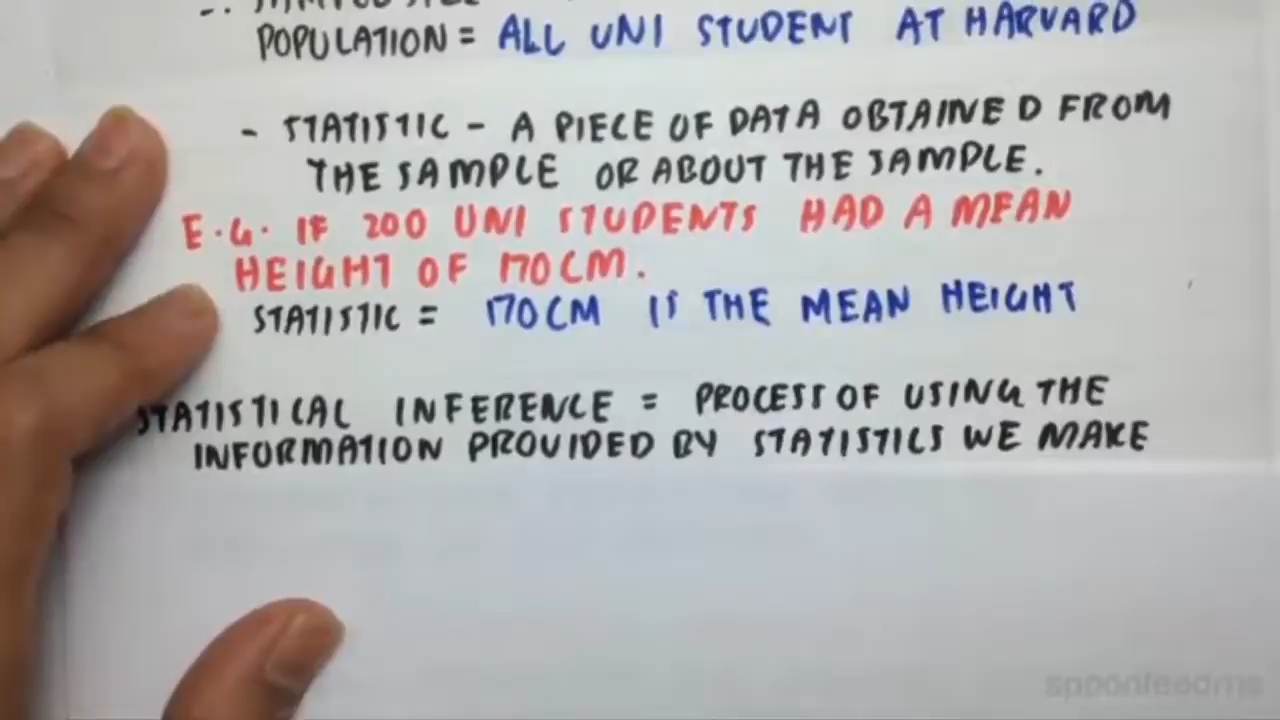 POPULATION = ALL UNI STUDENT AT HARVARD
- STATISTIC - A PIECE OF DATA OBTAINED FROM
THE SAMPLE OR ABOUT THE SAMPLE.
E.G. IF 200 UNI STUDENTS HAD A MEAN
HEIGHT OF 170CM.
STATISTIC = 170CM IS THE MEAN HEIGHT
STATISTICAL INFERENCE = PROCESS OF USING THE
INFORMATION PROVIDED BY STATISTICS WE MAKE
spoonfeedme